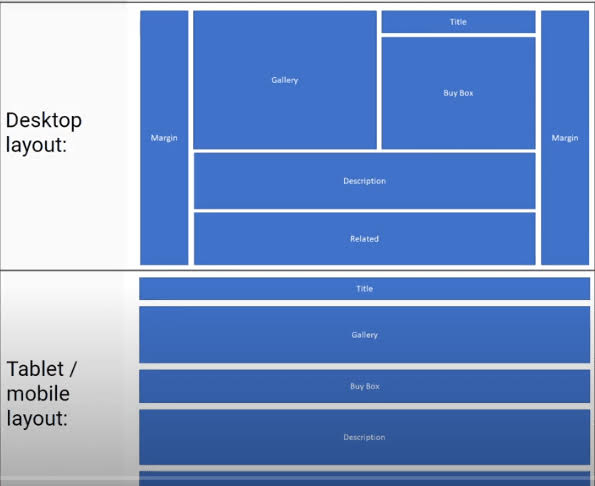 Desktop
layout:
Margin
Gallery
Title
Buy Box
Margin
Description
Related
Tablet /
mobile
layout:
Title
Gallery
Buy Box
Description